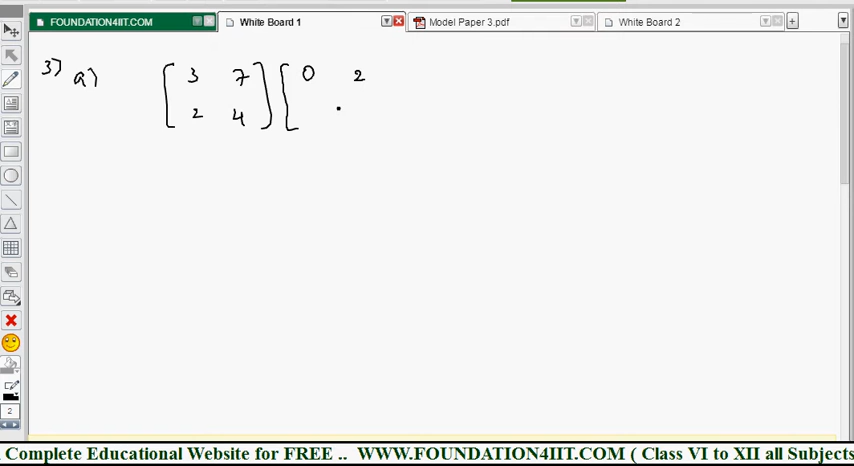 FOUNDATION4IIT.COM White Board 1 Model Paper 3.pdf White Board 2
3) a) [ 3 7 ] [ 0 2
2 4
2
Complete Educational Website for FREE .. WWW.FOUNDATION4IIT.COM ( Class VI to XII all Subjects